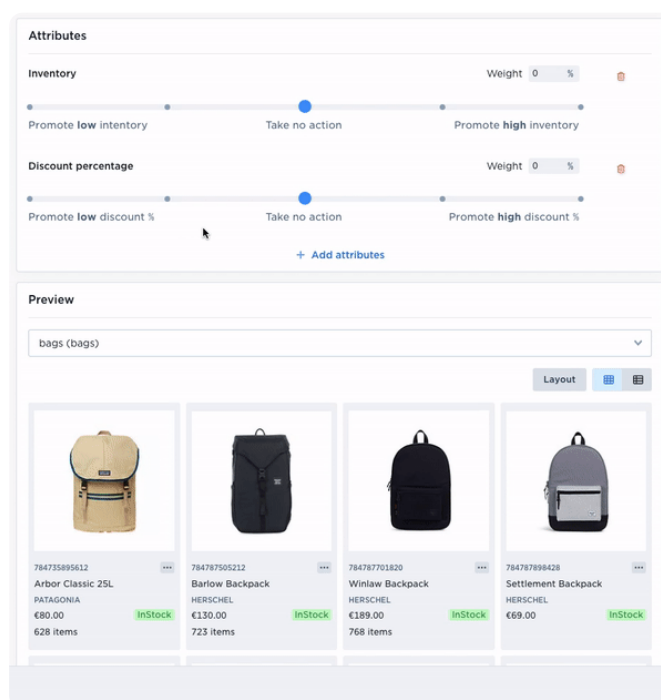 Attributes
Inventory Weight 0 %
Promote low intentory Take no action Promote high inventory
Discount percentage Weight 0 %
Promote low discount % Take no action Promote high discount %
+ Add attributes
Preview
bags (bags)
Layout
784735895612 784787505212 784787701820 784787898428
Arbor Classic 25L Barlow Backpack Winlaw Backpack Settlement Backpack
PATAGONIA HERSCHEL HERSCHEL HERSCHEL
€80.00 InStock €130.00 InStock €189.00 InStock €69.00 InStock
628 items 723 items 768 items